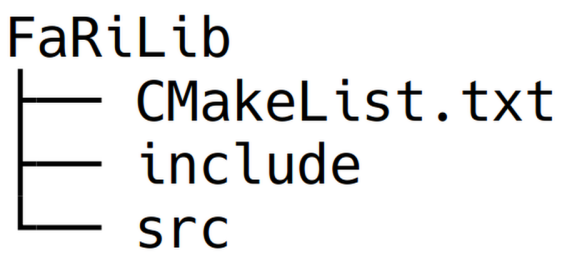 FaRiLib
├── CMakeList.txt
├── include
└── src